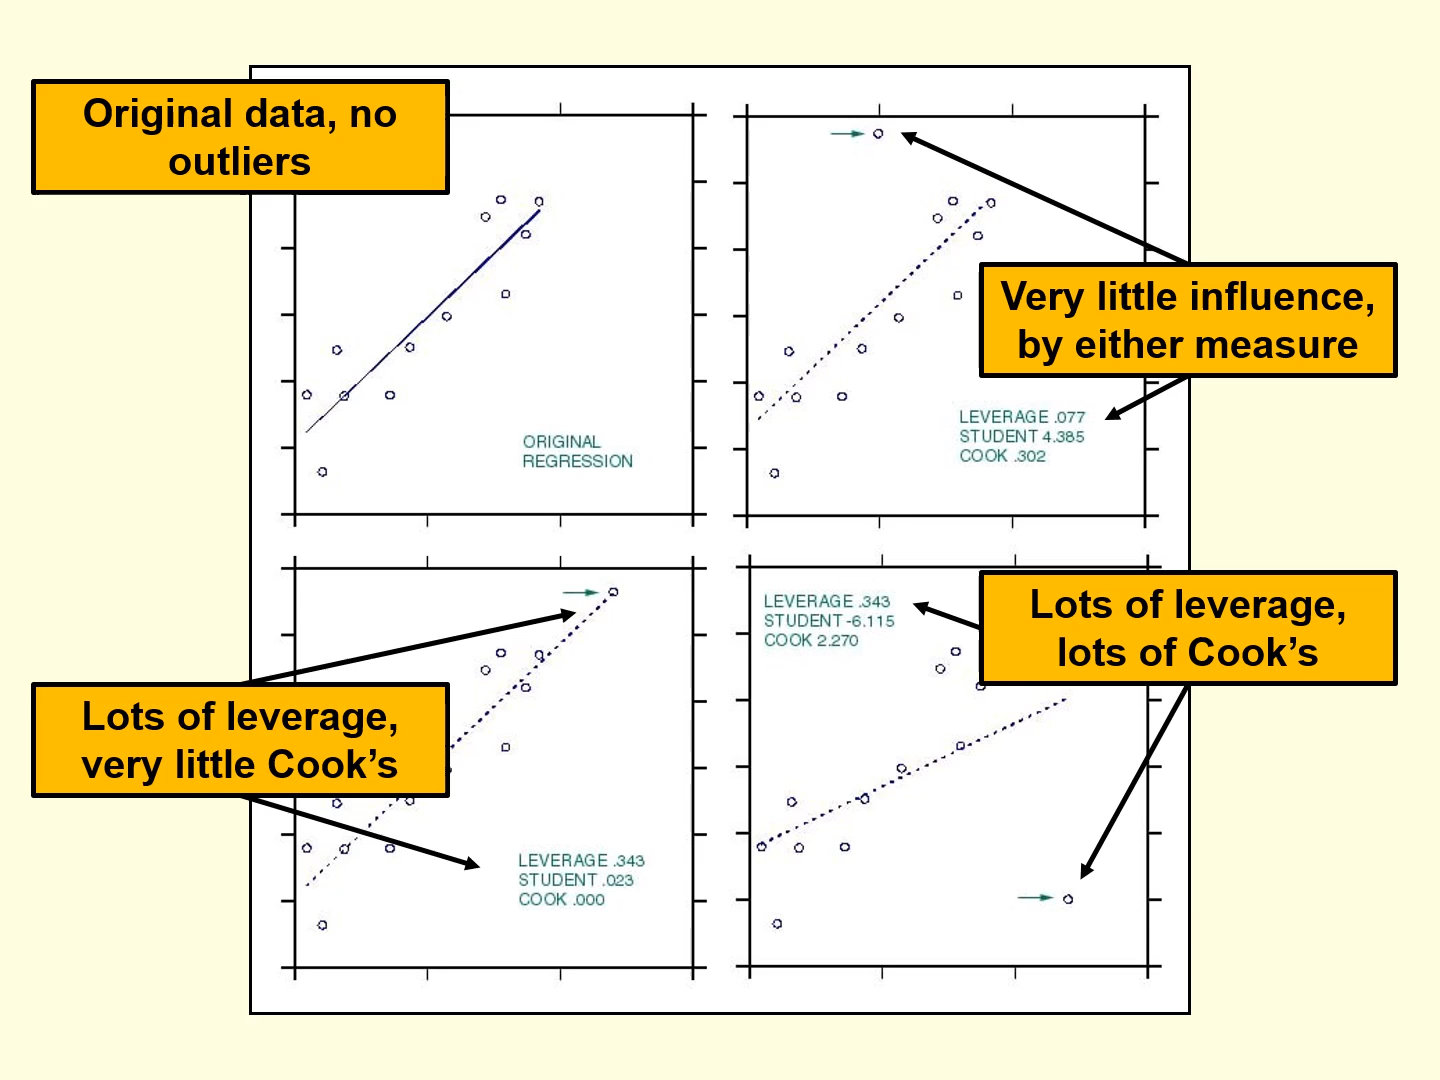 Original data, no
outliers
ORIGINAL
REGRESSION
Very little influence,
by either measure
LEVERAGE .077
STUDENT 4.385
COOK .302
Lots of leverage,
very little Cook's
LEVERAGE .343
STUDENT .023
COOK .000
LEVERAGE .343
STUDENT -6.115
COOK 2.270
Lots of leverage,
lots of Cook's